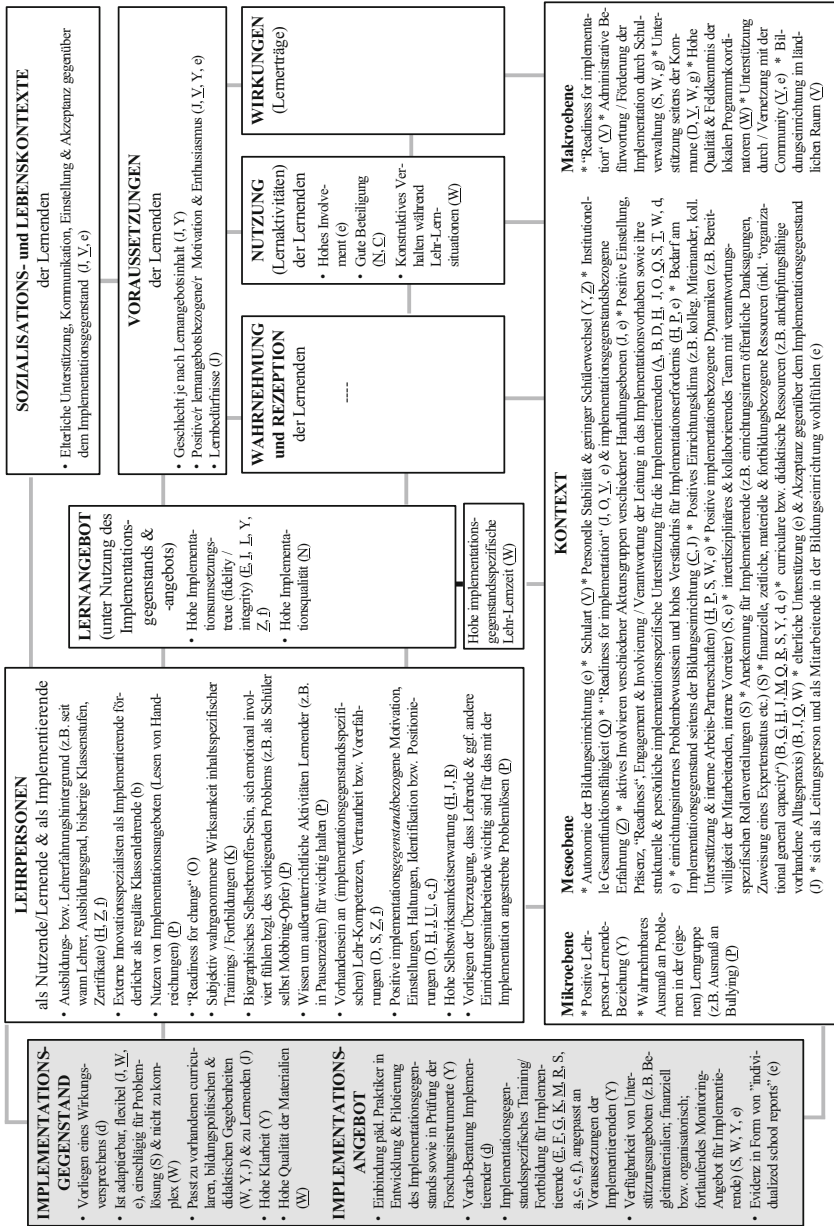 IMPLEMENTATIONS-
GEGENSTAND
• Vorliegen eines Wirkungs-
versprechens (d)
• Ist adaptierbar, flexibel (J, W,
e), einschlägig für Problem-
lösung (S) & nicht zu kom-
plex (W)
• Passt zu vorhandenen curricu-
laren, bildungspolitischen &
didaktischen Gegebenheiten
(W, Y, J) & zu Lernenden (J)
• Hohe Klarheit (Y)
• Hohe Qualität der Materialien
(W)
IMPLEMENTATIONS-
ANGEBOT
• Einbindung päd. Praktiker in
Entwicklung & Pilotierung
des Implementationsgegen-
stands sowie in Prüfung der
Forschungsinstrumente (Y)
• Vorab-Beratung Implemen-
tierender (d)
• Implementationsgegen-
standsspezifisches Training/
Fortbildung für Implemen-
tierende (E, F, G, K, M, R, S,
a, c, e, f), angepasst an
Voraussetzungen der
Implementierenden (Y)
• Verfügbarkeit von Unter-
stützungsangeboten (z.B. Be-
gleitmaterialien; finanziell
bzw. organisatorisch;
fortlaufendes Monitoring-
Angebot für Implementie-
rende) (S, W, Y, e)
• Evidenz in Form von "indivi-
dualized school reports" (e)
LEHRPERSONEN
als Nutzende/Lernende & als Implementierende
• Ausbildungs- bzw. Lehrerfahrungshintergrund (z.B. seit
wann Lehrer, Ausbildungsgrad, bisherige Klassenstufen,
Zertifikate) (H, Z, f)
• Externe Innovationsspezialisten als Implementierende för-
derlicher als reguläre Klassenlehrende (b)
• Nutzen von Implementationsangeboten (Lesen von Hand-
reichungen) (P)
• "Readiness for change" (O)
• Subjektiv wahrgenommene Wirksamkeit inhaltsspezifischer
Trainings / Fortbildungen (K)
• Biographisches Selbstbetroffen-Sein, sich emotional invol-
viert fühlen bzgl. des vorliegenden Problems (z.B. als Schüler
selbst Mobbing-Opfer) (P)
• Wissen um außerunterrichtliche Aktivitäten Lernender (z.B.
in Pausenzeiten) für wichtig halten (P)
• Vorhandensein an (implementationsgegenstandsspezifi-
schen) Lehr-Kompetenzen, Vertrautheit bzw. Vorerfah-
rungen (D, S, Z, f)
• Positive implementationsgegenstandsbezogene Motivation,
Einstellungen, Haltungen, Identifikation bzw. Positionie-
rungen (D, H, J, U, e, f)
• Hohe Selbstwirksamkeitserwartung (H, J, R)
• Vorliegen der Überzeugung, dass Lehrende & ggf. andere
Einrichtungsmitarbeitende wichtig sind für das mit der
Implementation angestrebte Problemlösen (P)
LERNANGEBOT
(unter Nutzung des
Implementations-
gegenstands &
-angebots)
• Hohe Implementa-
tionsumsetzungs-
treue (fidelity /
integrity) (E, I, L, Y,
Z, f)
• Hohe Implementa-
tionsqualität (N)
Hohe implementations-
gegenstandsspezifische
Lehr-Lernzeit (W)
SOZIALISATIONS- und LEBENSKONTEXTE
der Lernenden
• Elterliche Unterstützung, Kommunikation, Einstellung & Akzeptanz gegenüber
dem Implementationsgegenstand (J, V, e)
VORAUSSETZUNGEN
der Lernenden
• Geschlecht je nach Lernangebotsinhalt (J, Y)
• Positive/r lernangebotsbezogene/r Motivation & Enthusiasmus (J, V, Y, e)
• Lernbedürfnisse (J)
WAHRNEHMUNG
und REZEPTION
der Lernenden
----
NUTZUNG
(Lernaktivitäten)
der Lernenden
• Hohes Involve-
ment (e)
• Gute Beteiligung
(N, C)
• Konstruktives Ver-
halten während
Lehr-Lern-
situationen (W)
WIRKUNGEN
(Lernerträge)
KONTEXT
Mikroebene
* Positive Lehr-
person-Lernende-
Beziehung (Y)
* Wahrnehmbares
Ausmaß an Proble-
men in der (eige-
nen) Lerngruppe
(z.B. Ausmaß an
Bullying) (P)
Mesoebene
* Autonomie der Bildungseinrichtung (e) * Schulart (V) * Personelle Stabilität & geringer Schülerwechsel (Y, Z) * Institutionel-
le Gesamtfunktionsfähigkeit (Q) * "Readiness for implementation" (J, O, V, e) & implementationsgegenstandsbezogene
Erfahrung (Z) * aktives Involvieren verschiedener Akteursgruppen verschiedener Handlungsebenen (J, e) * Positive Einstellung,
Präsenz, "Readiness", Engagement & Involvierung / Verantwortung der Leitung in das Implementationsvorhaben sowie ihre
strukturelle & persönliche implementationsspezifische Unterstützung für die Implementierenden (A, B, D, H, J, O, Q, S, T, W, d,
e) * einrichtungsinternes Problembewusstsein und hohes Verständnis für Implementationserfordernis (H, P, e) * Bedarf am
Implementationsgegenstand seitens der Bildungseinrichtung (C, J) * Positives Einrichtungsklima (z.B. kolleg. Miteinander, koll.
Unterstützung & interne Arbeits-Partnerschaften) (H, P, S, W, e) * Positive implementationsbezogene Dynamiken (z.B. Bereit-
willigkeit der Mitarbeitenden, interne Vorreiter) (S, e) * interdisziplinäres & kollaborierendes Team mit verantwortungs-
spezifischen Rollenverteilungen (S) * Anerkennung für Implementierende (z.B. einrichtungsintern öffentliche Danksagungen,
Zuweisung eines Expertenstatus etc.) (S) * finanzielle, zeitliche, materielle & fortbildungsbezogene Ressourcen (inkl. "organiza-
tional general capacity") (B, G, H, J, M, Q, R, S, Y, d, e) * curriculare bzw. didaktische Ressourcen (z.B. anknüpfungsfähige
vorhandene Alltagspraxis) (B, J, Q, W) * elterliche Unterstützung (e) & Akzeptanz gegenüber dem Implementationsgegenstand
(J) * sich als Leitungsperson und als Mitarbeitende in der Bildungseinrichtung wohlfühlen (e)
Makroebene
* "Readiness for implementa-
tion" (V) * Administrative Be-
fürwortung / Förderung der
Implementation durch Schul-
verwaltung (S, W, g) * Unter-
stützung seitens der Kom-
mune (D, V, W, g) * Hohe
Qualität & Feldkenntnis der
lokalen Programmkoordi-
natoren (W) * Unterstützung
durch / Vernetzung mit der
Community (V, e) * Bil-
dungseinrichtung im länd-
lichen Raum (V)